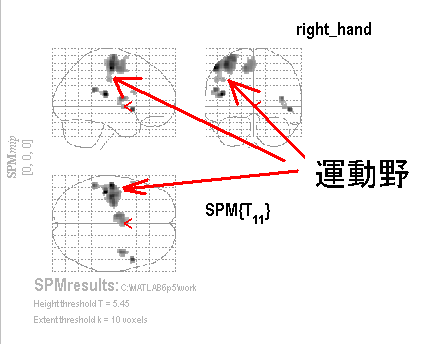 right_hand
SPMmip
[0, 0, 0]
運動野
SPM{T11}
SPMresults: C:\MATLAB6p5\work
Height threshold T = 5.45
Extent threshold k = 10 voxels